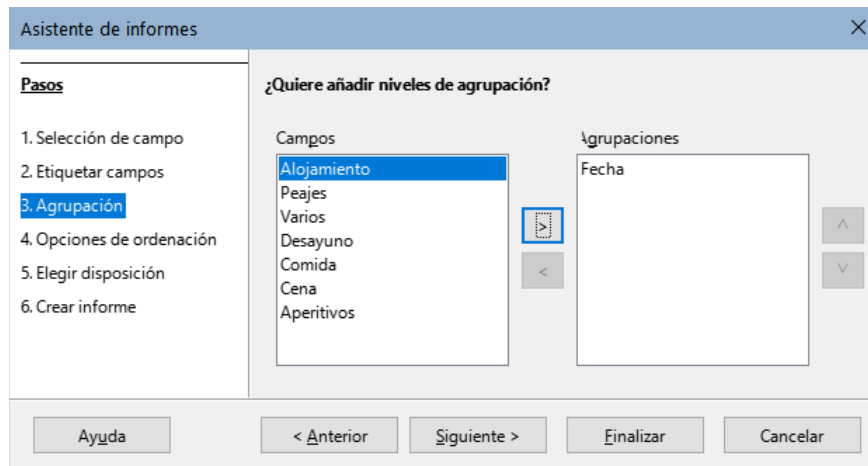 Asistente de informes
Pasos
1. Selección de campo
2. Etiquetar campos
3. Agrupación
4. Opciones de ordenación
5. Elegir disposición
6. Crear informe
¿Quiere añadir niveles de agrupación?
Campos
Alojamiento
Peajes
Varios
Desayuno
Comida
Cena
Aperitivos
>
<
Agrupaciones
Fecha
Ayuda
< Anterior
Siguiente >
Finalizar
Cancelar